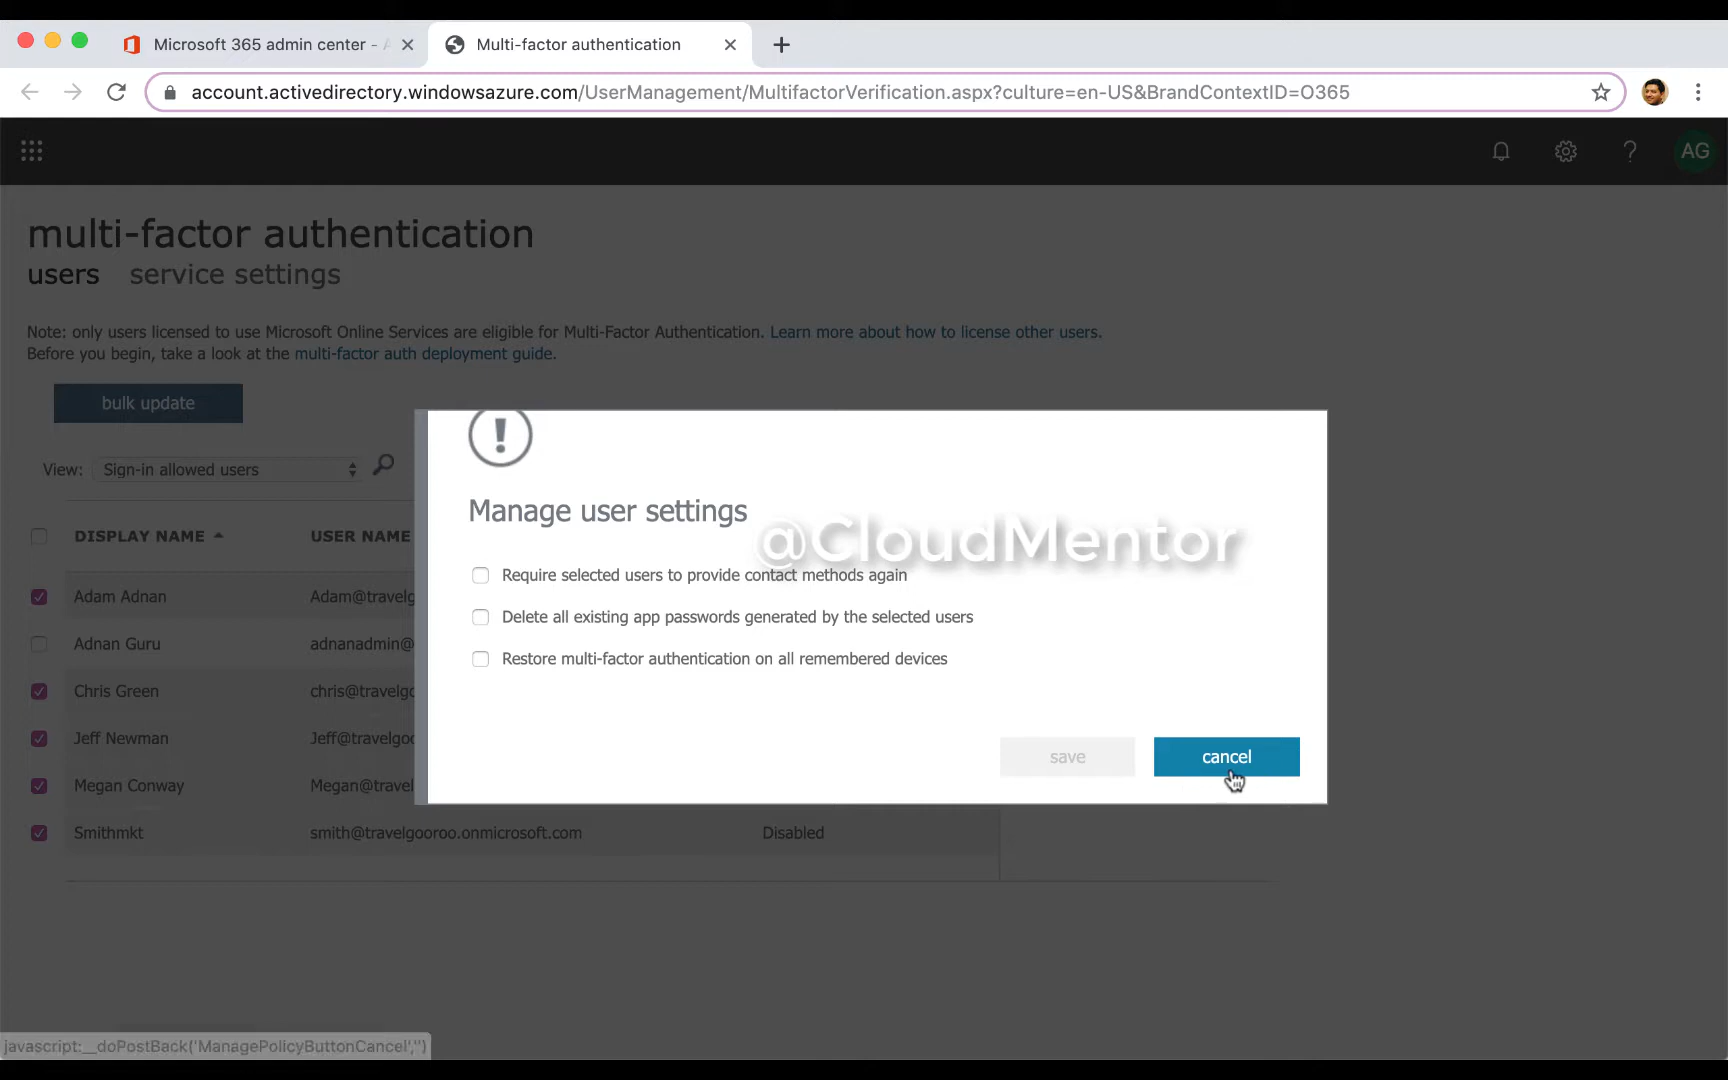 Microsoft 365 admin center - A
Multi-factor authentication
account.activedirectory.windowsazure.com/UserManagement/MultifactorVerification.aspx?culture=en-US&BrandContextID=O365
AG
multi-factor authentication
users service settings
Note: only users licensed to use Microsoft Online Services are eligible for Multi-Factor Authentication. Learn more about how to license other users.
Before you begin, take a look at the multi-factor auth deployment guide.
bulk update
View: Sign-in allowed users
DISPLAY NAME USER NAME
Adam Adnan Adam@travelg
Adnan Guru adnanadmin@
Chris Green chris@travelgo
Jeff Newman Jeff@travelgoo
Megan Conway Megan@travel
Smithmkt smith@travelgooroo.onmicrosoft.com Disabled
Manage user settings
@CloudMentor
Require selected users to provide contact methods again
Delete all existing app passwords generated by the selected users
Restore multi-factor authentication on all remembered devices
save cancel
javascript:__doPostBack('ManagePolicyButtonCancel','')